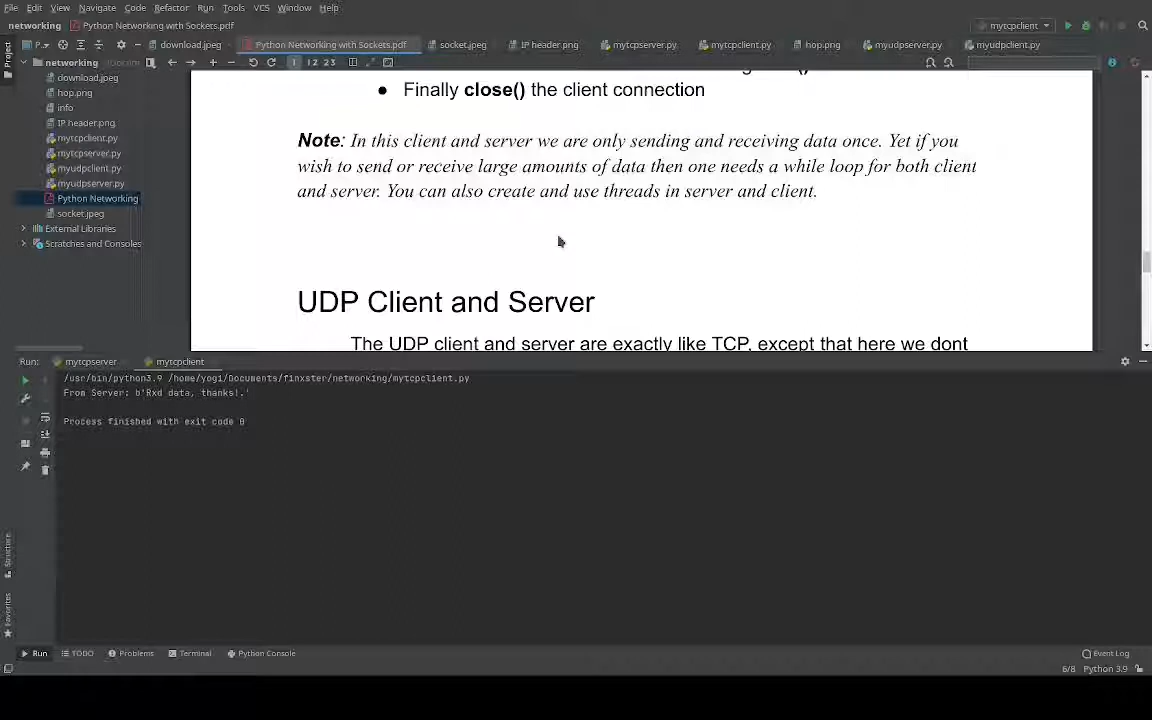 File Edit View Navigate Code Refactor Run Tools VCS Window Help
networking Python Networking with Sockets.pdf mytcpclient
Project P... download.jpeg Python Networking with Sockets.pdf socket.jpeg IP header.png mytcpserver.py mytcpclient.py hop.png myudpserver.py myudpclient.py
networking
download.jpeg
hop.png
info
IP header.png
mytcpclient.py
mytcpserver.py
myudpclient.py
myudpserver.py
Python Networking
socket.jpeg
External Libraries
Scratches and Consoles
● Finally close() the client connection
Note: In this client and server we are only sending and receiving data once. Yet if you
wish to send or receive large amounts of data then one needs a while loop for both client
and server. You can also create and use threads in server and client.
UDP Client and Server
The UDP client and server are exactly like TCP, except that here we dont
Run: mytcpserver mytcpclient
/usr/bin/python3.9 /home/yogi/Documents/finxster/networking/mytcpclient.py
From Server: b'Rxd data, thanks!.'
Process finished with exit code 0
Structure
Favorites
Run TODO Problems Terminal Python Console Event Log
6/8 Python 3.9